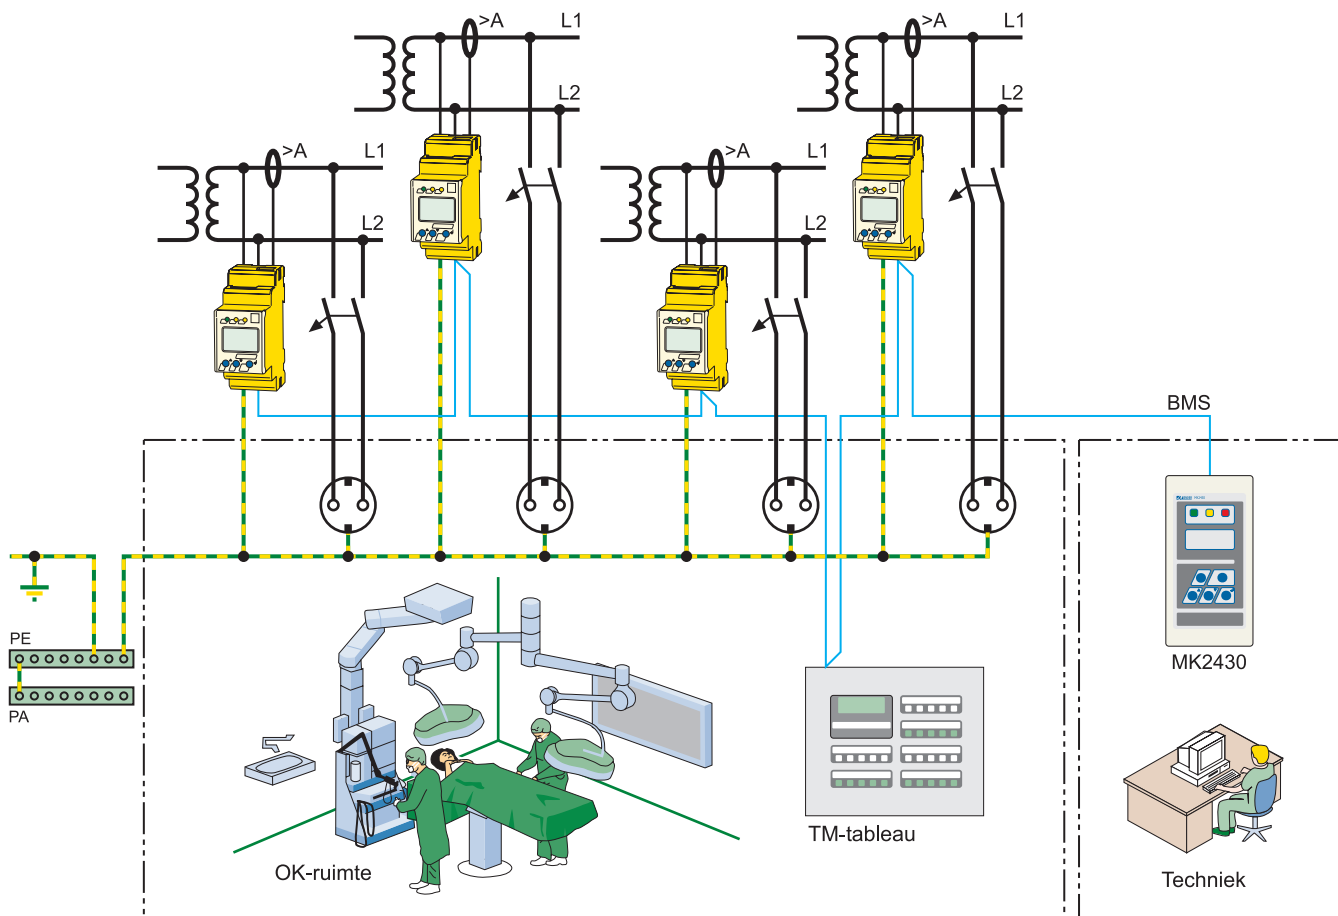 >A L1
>A L1
L2
L2
>A L1
>A L1
L2
L2
BMS
PE
PA
MK2430
TM-tableau
OK-ruimte
Techniek